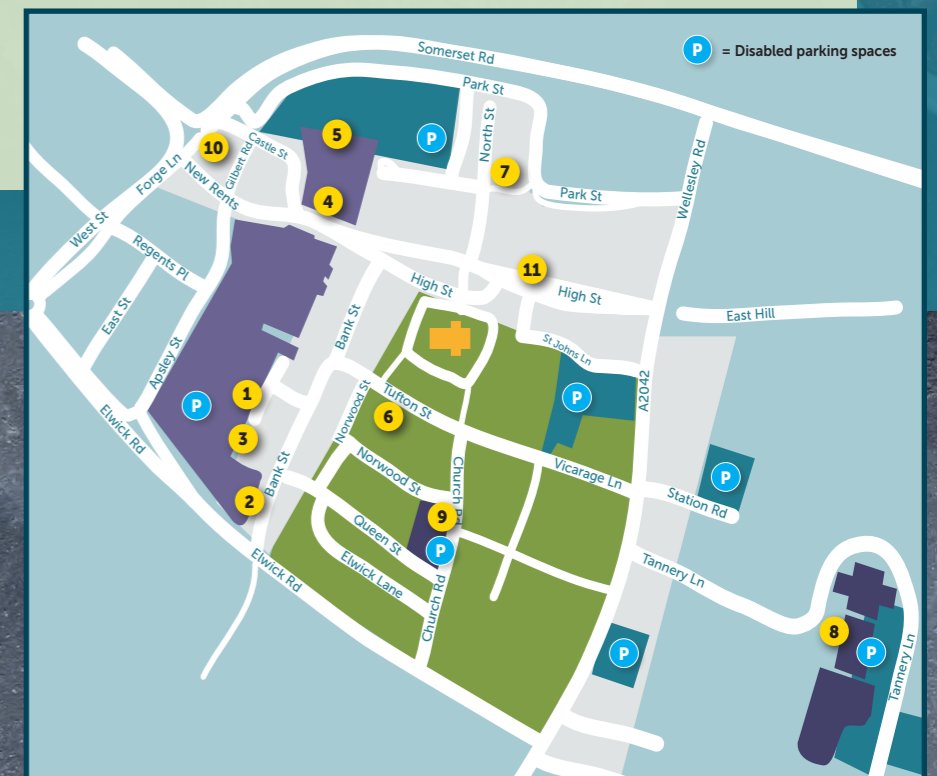 Somerset Rd
P = Disabled parking spaces
Park St
5
P
North St
10
Castle St
Gilbert Rd
7
Forge Ln
New Rents
4
Park St
Wellesley Rd
West St
Regents Pl
11
High St
High St
East St
Bank St
East Hill
St Johns Ln
Apsley St
1
P
Norwood St
Tufton St
6
P
A2042
Elwick Rd
3
Bank St
Norwood St
Church Rd
Vicarage Ln
P
Station Rd
2
9
Queen St
P
Elwick Rd
Elwick Lane
Tannery Ln
Church Rd
P
8
P
Tannery Ln